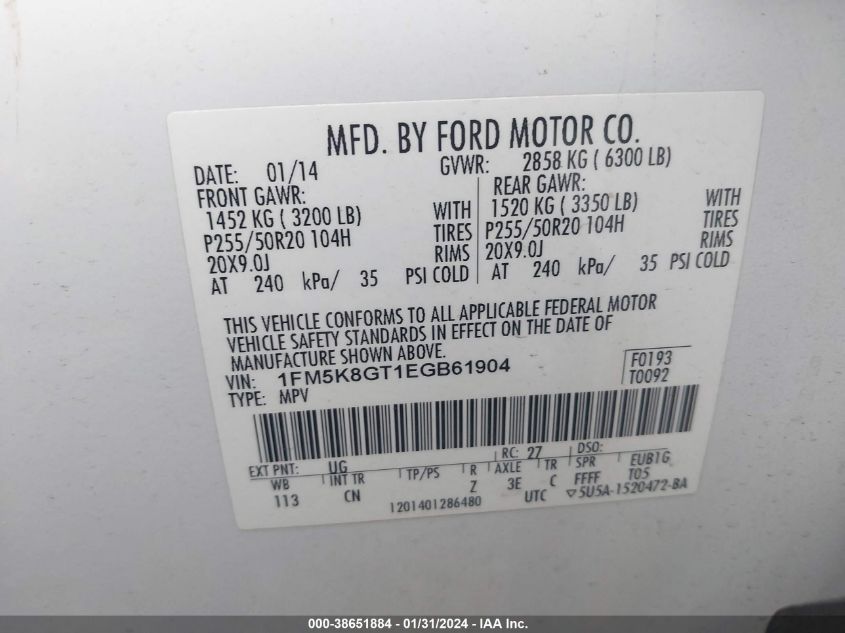 MFD. BY FORD MOTOR CO.
DATE: 01/14 GVWR: 2858 KG ( 6300 LB)
FRONT GAWR: REAR GAWR:
1452 KG ( 3200 LB) WITH 1520 KG ( 3350 LB) WITH
P255/50R20 104H TIRES P255/50R20 104H TIRES
20X9.0J RIMS 20X9.0J RIMS
AT 240 kPa/ 35 PSI COLD AT 240 kPa/ 35 PSI COLD
THIS VEHICLE CONFORMS TO ALL APPLICABLE FEDERAL MOTOR
VEHICLE SAFETY STANDARDS IN EFFECT ON THE DATE OF
MANUFACTURE SHOWN ABOVE.
VIN: 1FM5K8GT1EGB61904 F0193
TYPE: MPV T0092
EXT PNT: UG RC: 27 DSO:
WB INT TR TP/PS R AXLE TR SPR EUB1G
113 CN Z 3E C FFFF T05
1201401286480 UTC ▽5U5A-1520472-BA
000-38651884 - 01/31/2024 - IAA Inc.